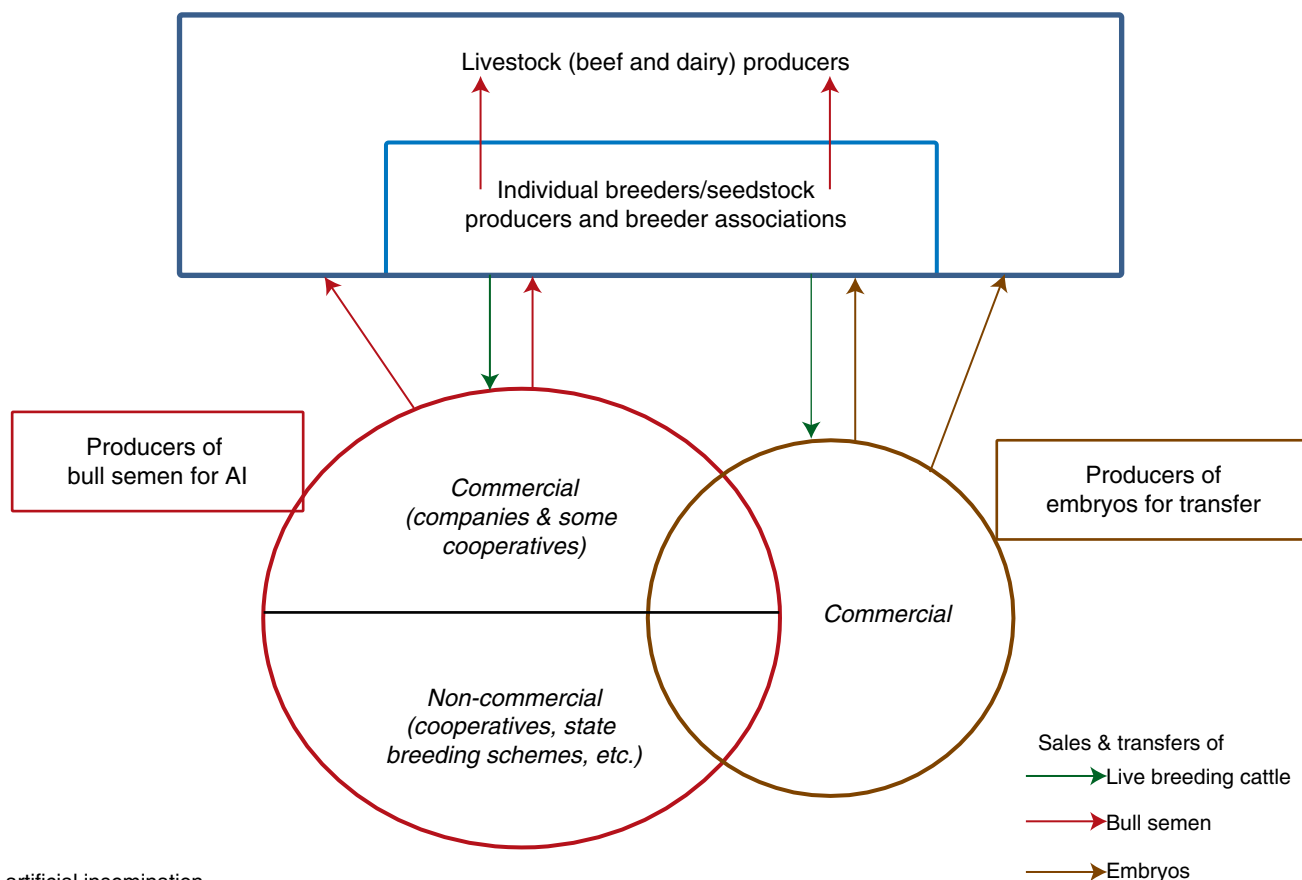 Livestock (beef and dairy) producers
Individual breeders/seedstock
producers and breeder associations
Producers of
bull semen for AI
Commercial
(companies & some
cooperatives)
Producers of
embryos for transfer
Commercial
Non-commercial
(cooperatives, state
breeding schemes, etc.)
Sales & transfers of
Live breeding cattle
Bull semen
Embryos
artificial insemination